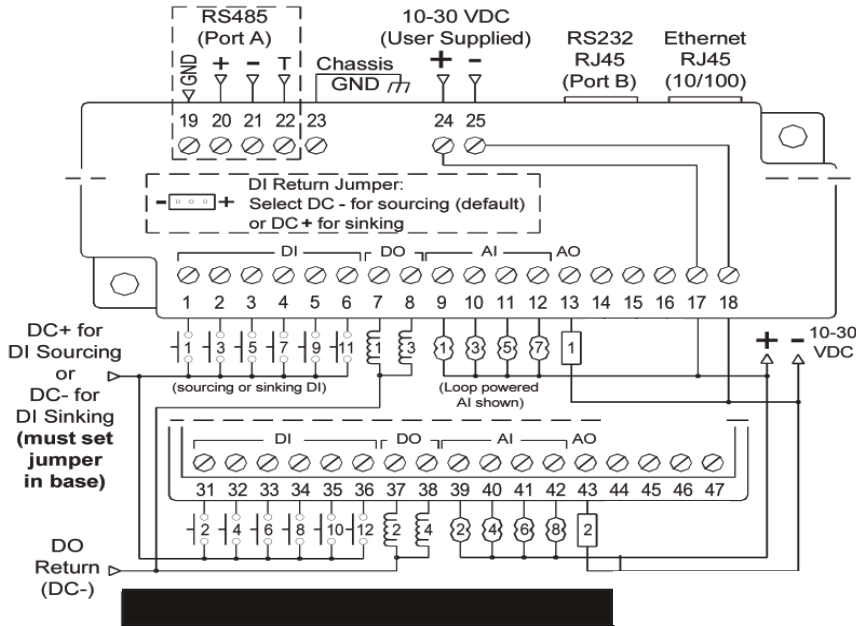 RS485
(Port A)
10-30 VDC
(User Supplied)
RS232
RJ45
(Port B)
Ethernet
RJ45
(10/100)
GND
+
-
T
Chassis
GND
+
-
19 20 21 22 23 24 25
DI Return Jumper:
- +
Select DC - for sourcing (default)
or DC + for sinking
DI DO AI AO
1 2 3 4 5 6 7 8 9 10 11 12 13 14 15 16 17 18
DC+ for
DI Sourcing
or
DC- for
DI Sinking
(must set
jumper
in base)
1 3 5 7 9 11 1 3 1 3 5 7 1
+ - 10-30
VDC
(sourcing or sinking DI)
(Loop powered
AI shown)
DI DO AI AO
31 32 33 34 35 36 37 38 39 40 41 42 43 44 45 46 47
2 4 6 8 10 12 2 4 2 4 6 8 2
DO
Return
(DC-)